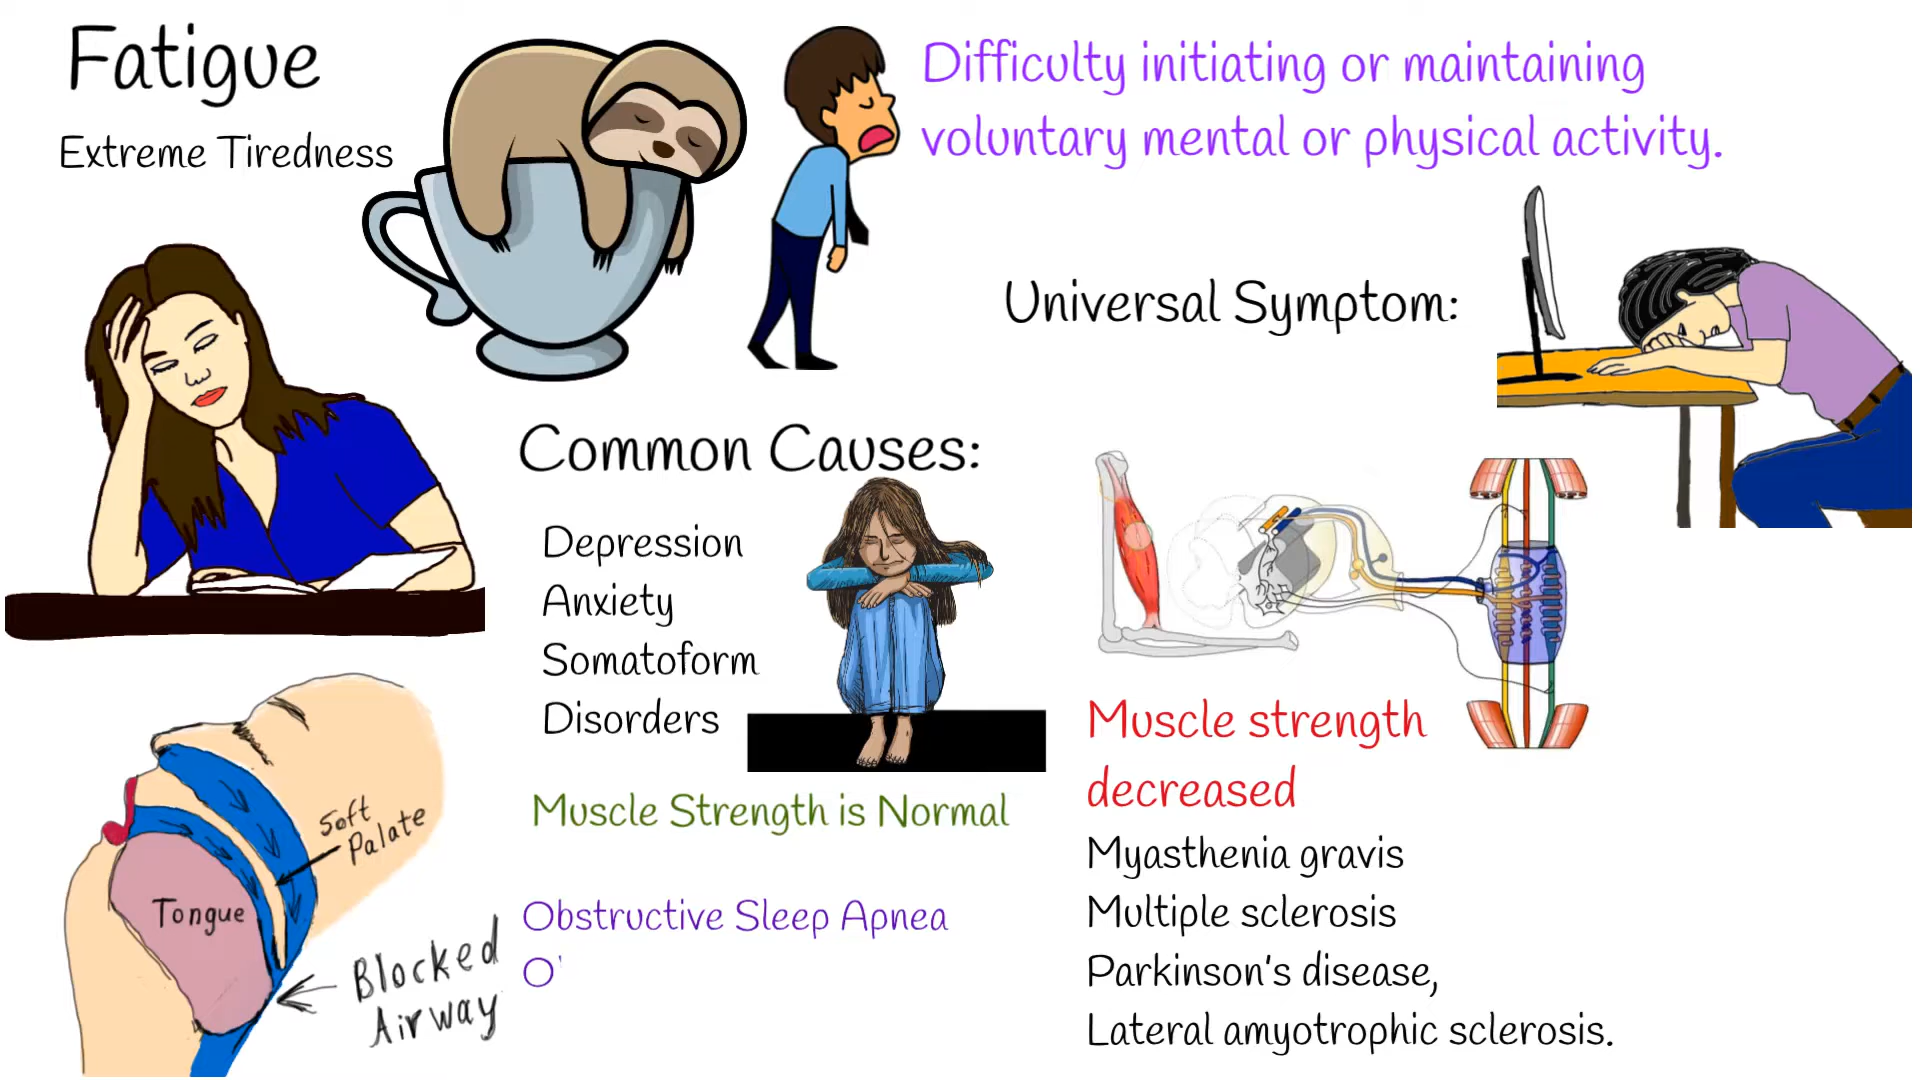 Fatigue
Extreme Tiredness
Difficulty initiating or maintaining
voluntary mental or physical activity.
Universal Symptom:
Common Causes:
Depression
Anxiety
Somatoform
Disorders
Muscle Strength is Normal
Obstructive Sleep Apnea
O
Muscle strength
decreased
Myasthenia gravis
Multiple sclerosis
Parkinson's disease,
Lateral amyotrophic sclerosis.
Soft
Palate
Tongue
Blocked
Airway